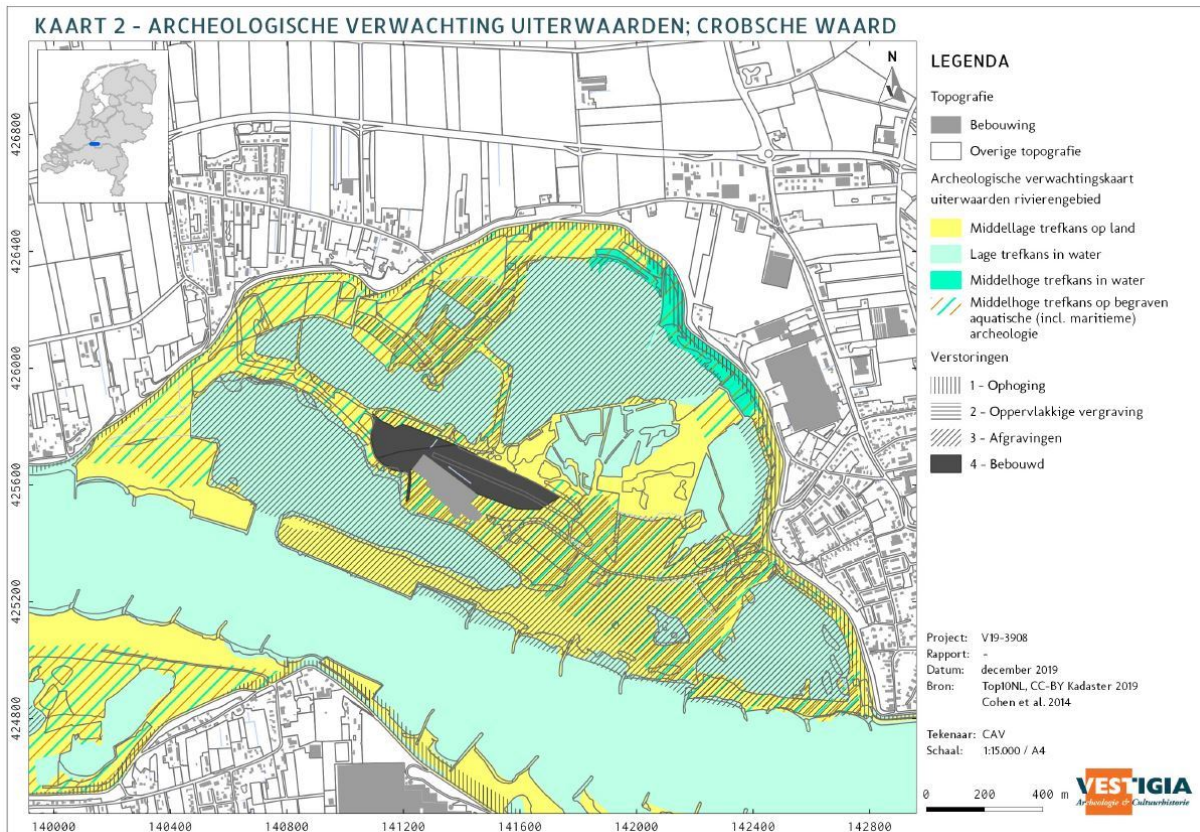 KAART 2 - ARCHEOLOGISCHE VERWACHTING UITERWAARDEN; CROBSCHE WAARD
N
LEGENDA
Topografie
Bebouwing
Overige topografie
Archeologische verwachtingskaart
uiterwaarden rivierengebied
Middellage trefkans op land
Lage trefkans in water
Middelhoge trefkans in water
Middelhoge trefkans op begraven
aquatische (incl. maritieme)
archeologie
Verstoringen
1 - Ophoging
2 - Oppervlakkige vergraving
3 - Afgravingen
4 - Bebouwd
Project: V19-3908
Rapport: -
Datum: december 2019
Bron: Top10NL, CC-BY Kadaster 2019
Cohen et al. 2014
Tekenaar: CAV
Schaal: 1:15.000 / A4
0 200 400 m
VESTIGIA
Archeologie & Cultuurhistorie
426800
426400
426000
425600
425200
424800
140000 140400 140800 141200 141600 142000 142400 142800